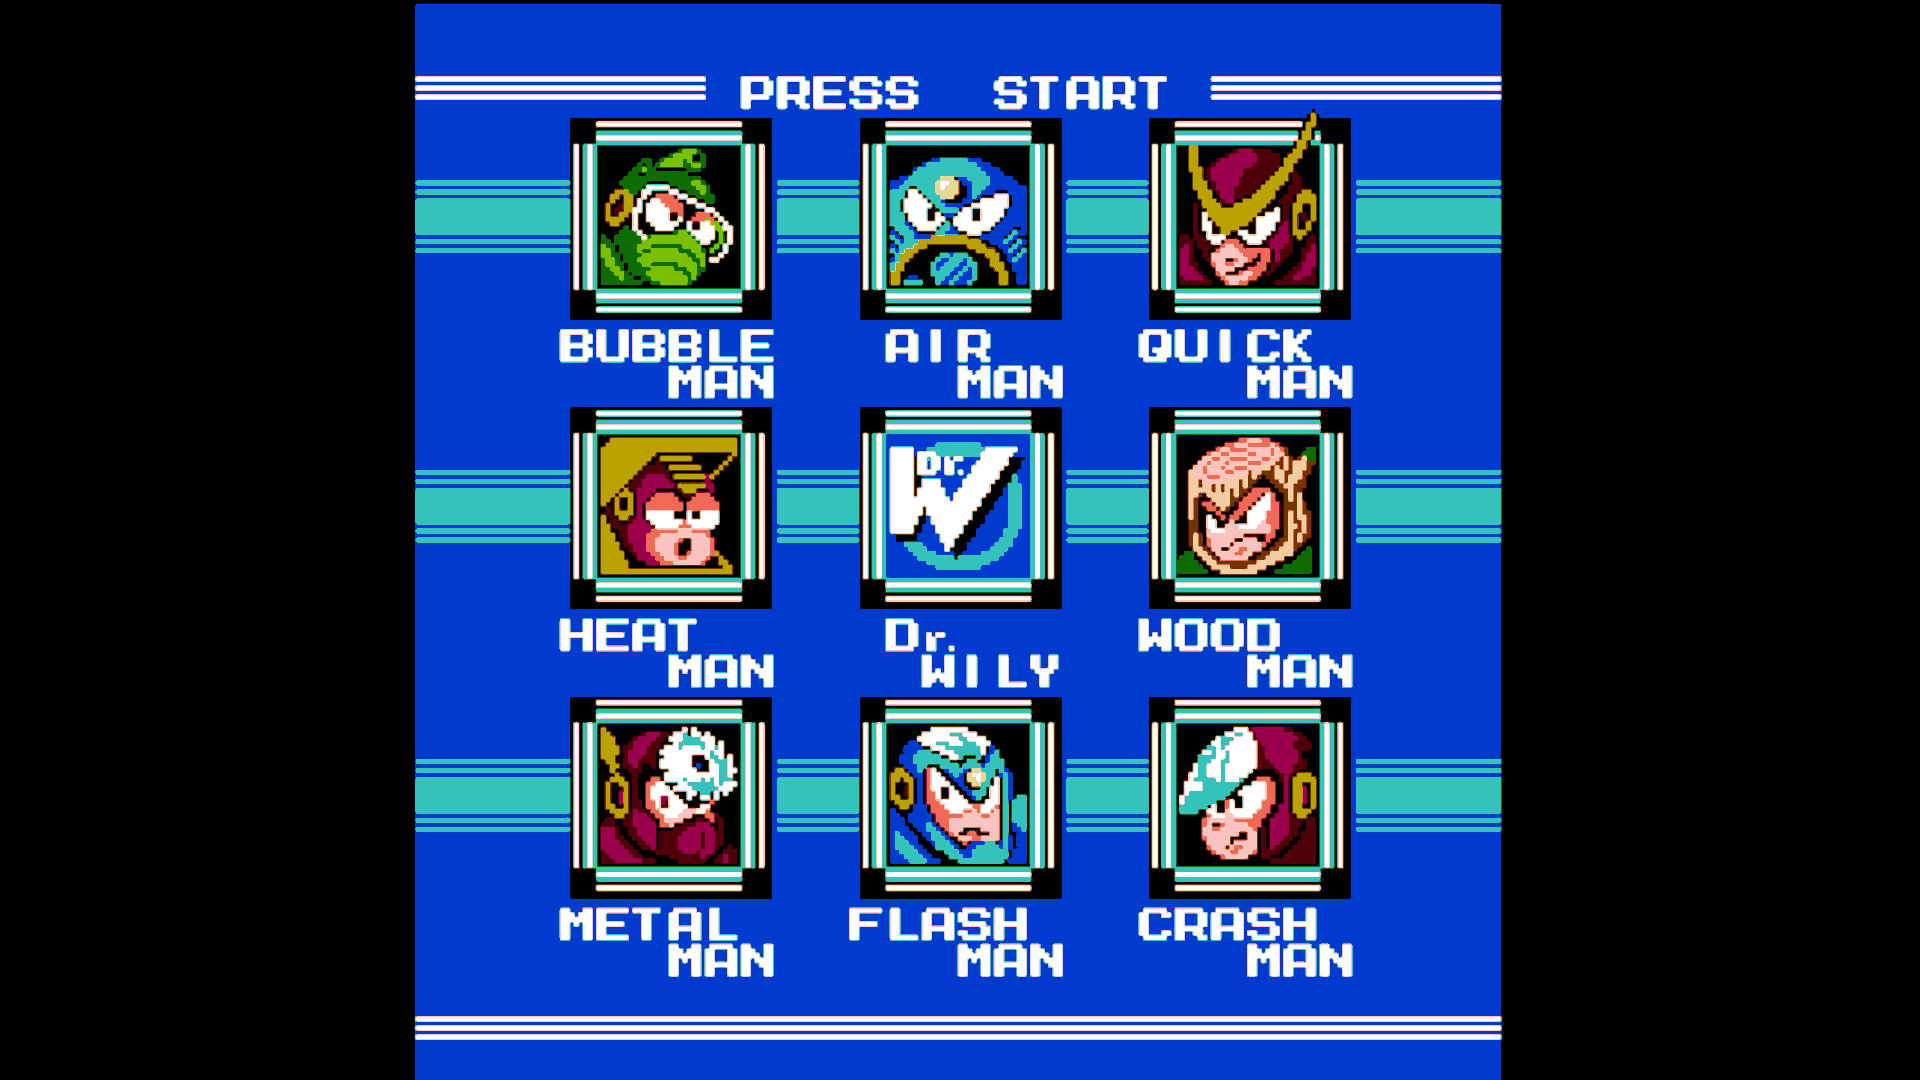 PRESS START
BUBBLE MAN
AIR MAN
QUICK MAN
HEAT MAN
Dr. W
Dr. WILY
WOOD MAN
METAL MAN
FLASH MAN
CRASH MAN